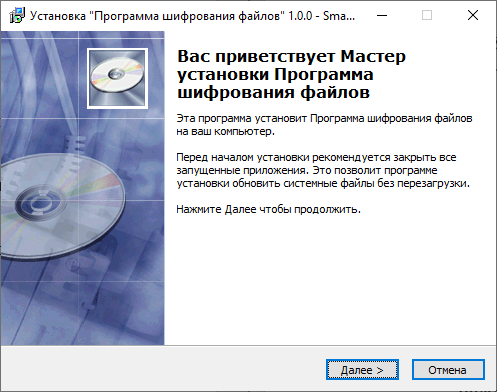 Установка "Программа шифрования файлов" 1.0.0 - Sma...
Вас приветствует Мастер
установки Программа
шифрования файлов
Эта программа установит Программа шифрования файлов
на ваш компьютер.
Перед началом установки рекомендуется закрыть все
запущенные приложения. Это позволит программе
установки обновить системные файлы без перезагрузки.
Нажмите Далее чтобы продолжить.
Далее >
Отмена